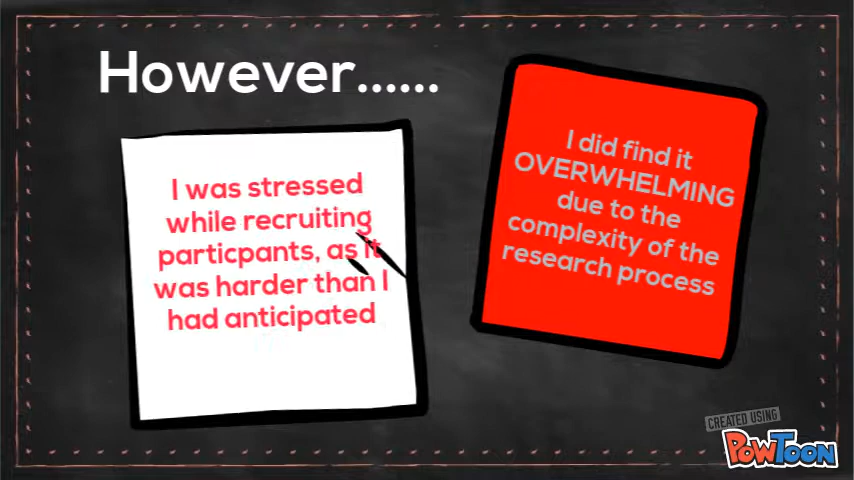 However......
I was stressed
while recruiting
particpants, as it
was harder than I
had anticipated
I did find it
OVERWHELMING
due to the
complexity of the
research process
CREATED USING
POWTOON